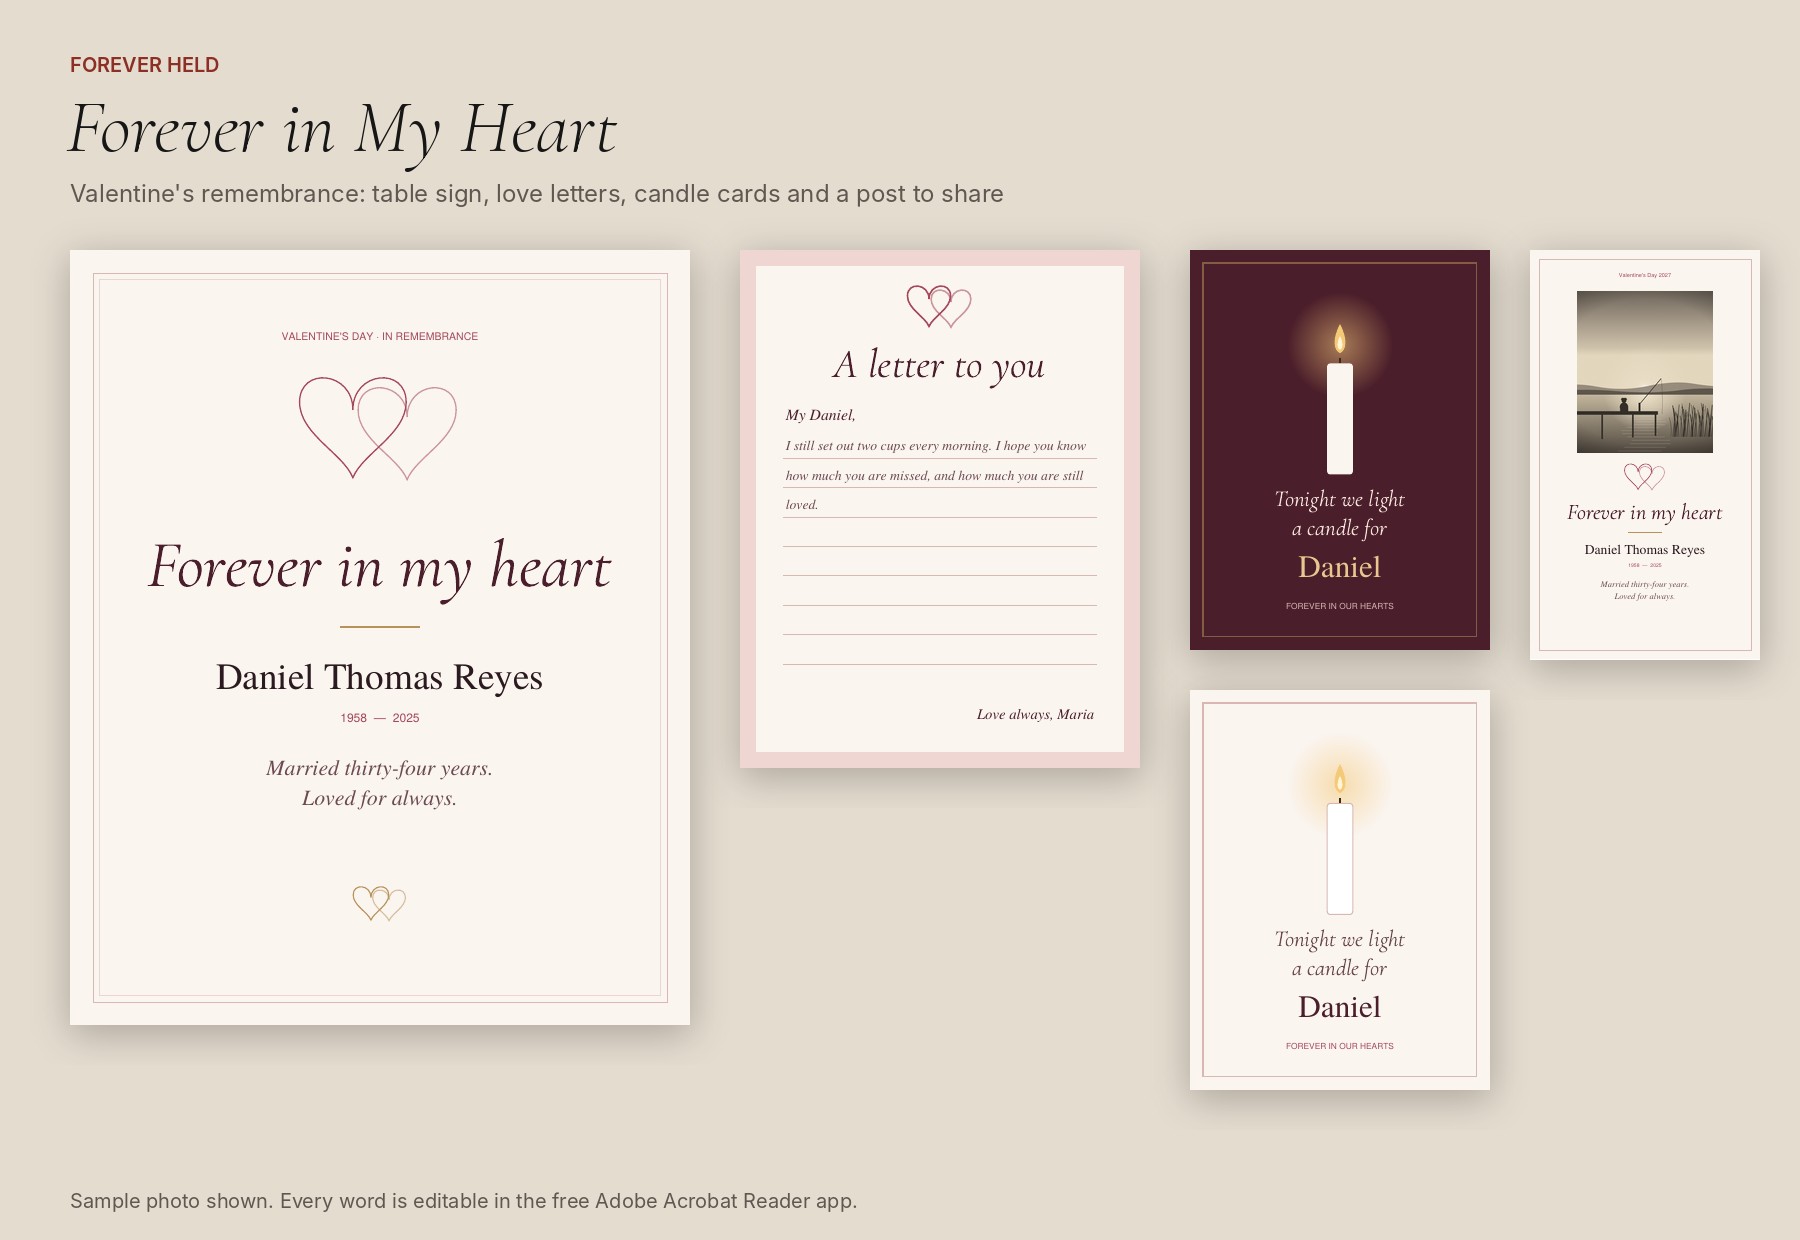 FOREVER HELD
Forever in My Heart
Valentine's remembrance: table sign, love letters, candle cards and a post to share
VALENTINE'S DAY · IN REMEMBRANCE
Forever in my heart
Daniel Thomas Reyes
1958 — 2025
Married thirty-four years.
Loved for always.
A letter to you
My Daniel,
I still set out two cups every morning. I hope you know
how much you are missed, and how much you are still
loved.
Love always, Maria
Tonight we light
a candle for
Daniel
FOREVER IN OUR HEARTS
Tonight we light
a candle for
Daniel
FOREVER IN OUR HEARTS
Valentine's Day 2027
Forever in my heart
Daniel Thomas Reyes
1958 — 2025
Married thirty-four years.
Loved for always.
Sample photo shown. Every word is editable in the free Adobe Acrobat Reader app.